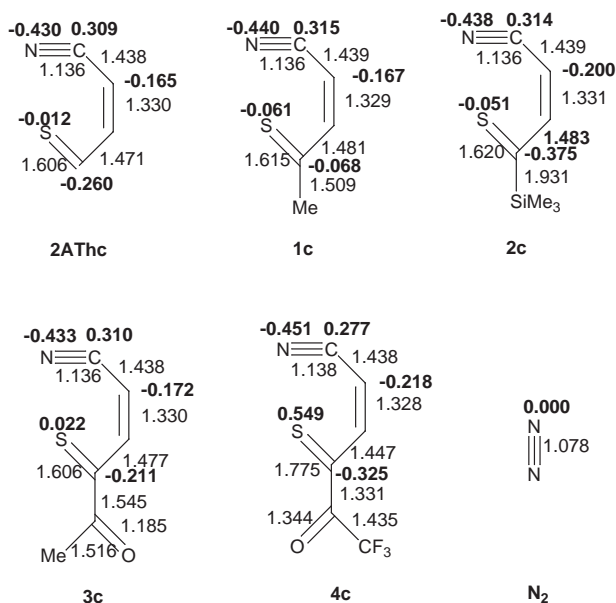 -0.430 0.309
N C 1.438
1.136 -0.165
-0.012 1.330
S
1.606 1.471
-0.260
2AThc
-0.440 0.315
N C 1.439
1.136 -0.167
-0.061 1.329
S
1.481
1.615 -0.068
1.509
Me
1c
-0.438 0.314
N C 1.439
1.136 -0.200
-0.051 1.331
S
1.483
1.620 -0.375
1.931
SiMe3
2c
-0.433 0.310
N C 1.438
1.136 -0.172
0.022 1.330
S
1.477
1.606 -0.211
1.545
1.185
Me 1.516 O
3c
-0.451 0.277
N C 1.438
1.138 -0.218
0.549 1.328
S
1.447
1.775 -0.325
1.331
1.344 1.435
O CF3
4c
0.000
N
1.078
N
N2